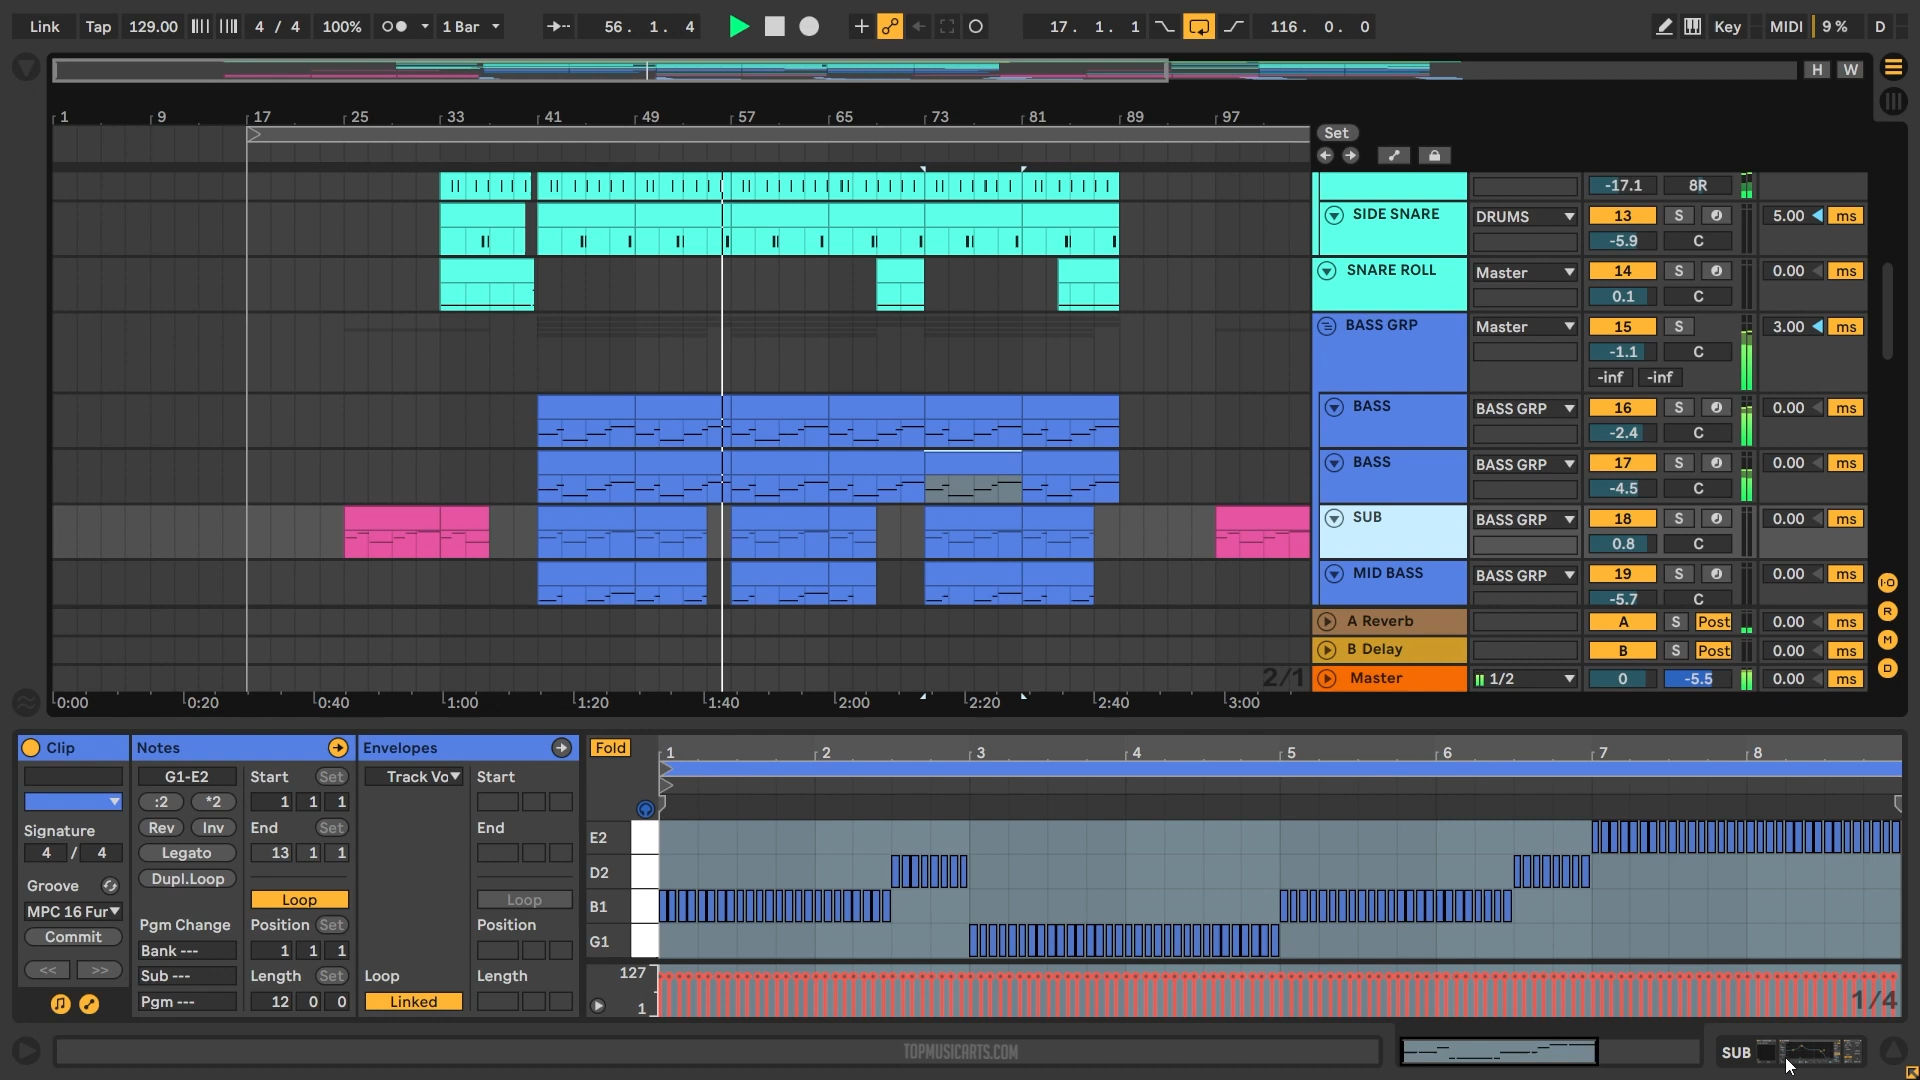 Link Tap 129.00 4 / 4 100% 1 Bar 56. 1. 4 17. 1. 1 116. 0. 0 Key MIDI 9 % D
H W
1 9 17 25 33 41 49 57 65 73 81 89 97
Set
-17.1 8R
SIDE SNARE DRUMS 13 S 5.00 ms
-5.9 C
SNARE ROLL Master 14 S 0.00 ms
0.1 C
BASS GRP Master 15 S 3.00 ms
-1.1 C
-inf -inf
BASS BASS GRP 16 S 0.00 ms
-2.4 C
BASS BASS GRP 17 S 0.00 ms
-4.5 C
SUB BASS GRP 18 S 0.00 ms
0.8 C
MID BASS BASS GRP 19 S 0.00 ms
-5.7 C
I·O
R
M
D
A Reverb A S Post 0.00 ms
B Delay B S Post 0.00 ms
2/1 Master 1/2 0 -5.5 0.00 ms
0:00 0:20 0:40 1:00 1:20 1:40 2:00 2:20 2:40 3:00
Clip Notes Envelopes Fold 1 2 3 4 5 6 7 8
G1-E2 Start Set Track Vo Start
:2 *2 1 1 1
Signature Rev Inv End Set End
4 / 4 Legato 13 1 1
Groove Dupl.Loop
MPC 16 Fur Loop Loop
Commit Pgm Change Position Set Position
<< >> Bank --- 1 1 1
Sub --- Length Set Loop Length
Pgm --- 12 0 0 Linked
E2
D2
B1
G1
127
1 1/4
TOPMUSICARTS.COM SUB